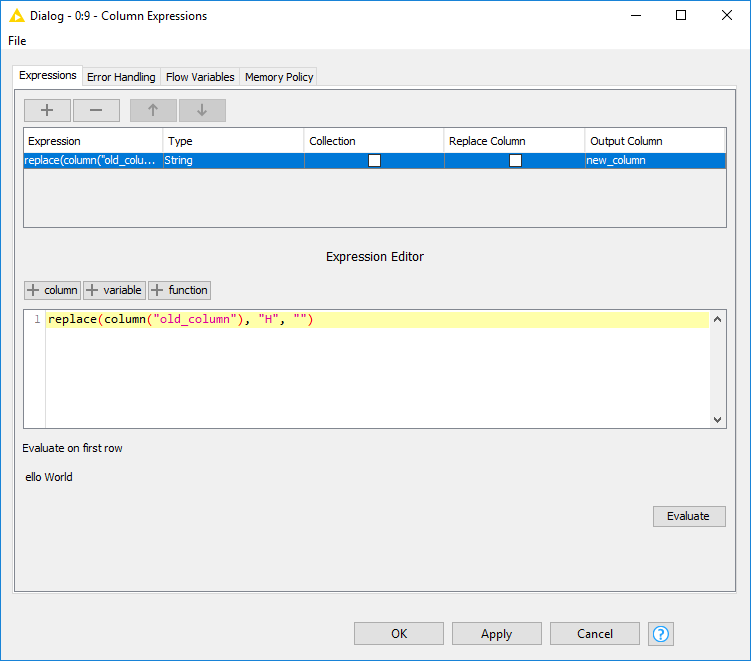 Dialog - 0:9 - Column Expressions
File
Expressions Error Handling Flow Variables Memory Policy
Expression Type Collection Replace Column Output Column
replace(column("old_colu... String new_column
Expression Editor
column variable function
1 replace(column("old_column"), "H", "")
Evaluate on first row
ello World
Evaluate
OK Apply Cancel ?